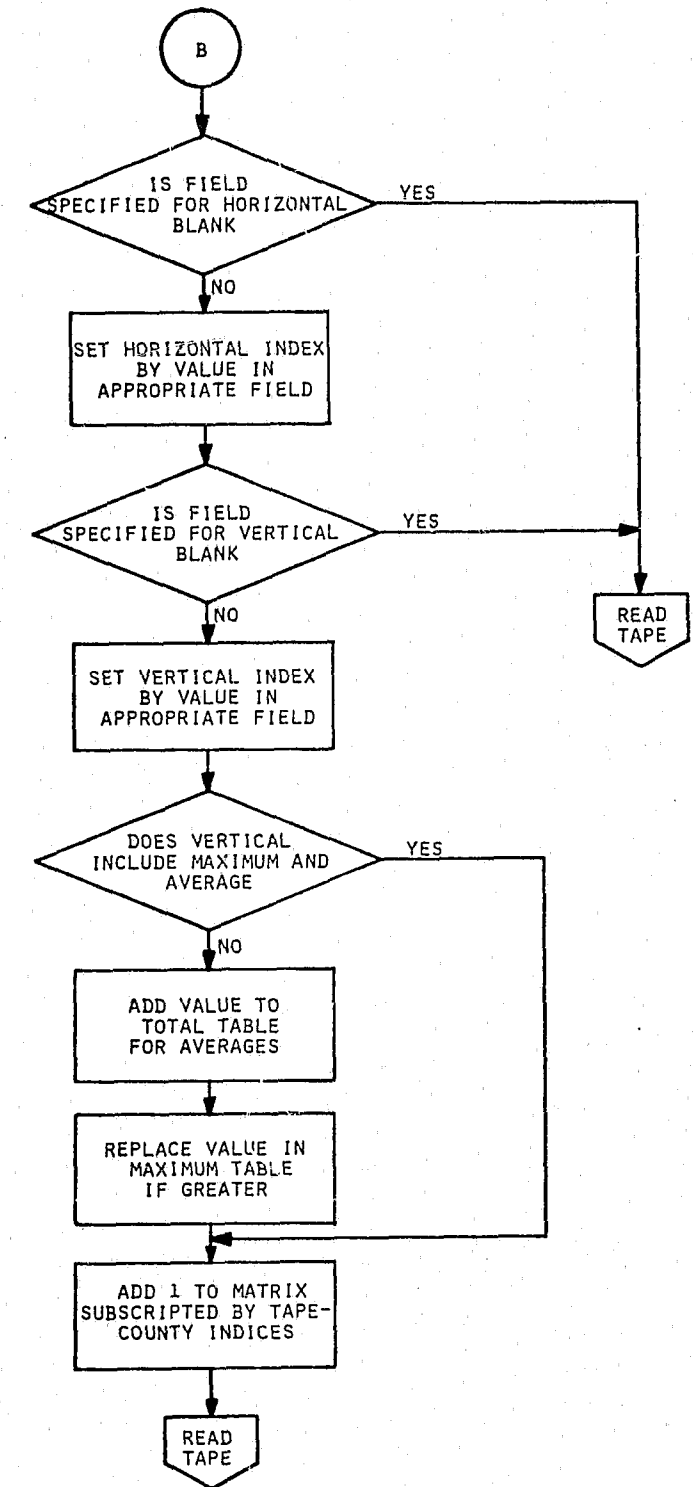 B
IS FIELD
SPECIFIED FOR HORIZONTAL
BLANK
YES
NO
SET HORIZONTAL INDEX
BY VALUE IN
APPROPRIATE FIELD
IS FIELD
SPECIFIED FOR VERTICAL
BLANK
YES
NO
READ
TAPE
SET VERTICAL INDEX
BY VALUE IN
APPROPRIATE FIELD
DOES VERTICAL
INCLUDE MAXIMUM AND
AVERAGE
YES
NO
ADD VALUE TO
TOTAL TABLE
FOR AVERAGES
REPLACE VALUE IN
MAXIMUM TABLE
IF GREATER
ADD 1 TO MATRIX
SUBSCRIPTED BY TAPE-
COUNTY INDICES
READ
TAPE